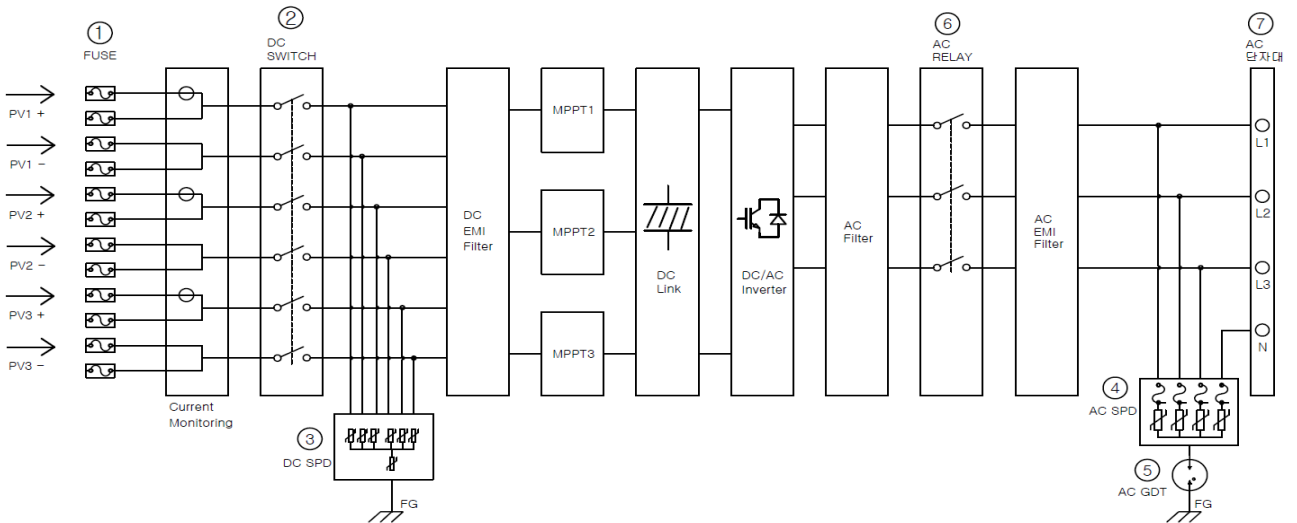 ①
FUSE
②
DC
SWITCH
⑥
AC
RELAY
⑦
AC
단자대
PV1 +
PV1 −
PV2 +
PV2 −
PV3 +
PV3 −
Current
Monitoring
DC
EMI
Filter
MPPT1
MPPT2
MPPT3
DC
Link
DC/AC
Inverter
AC
Filter
AC
EMI
Filter
L1
L2
L3
N
③
DC SPD
FG
④
AC SPD
⑤
AC GDT
FG